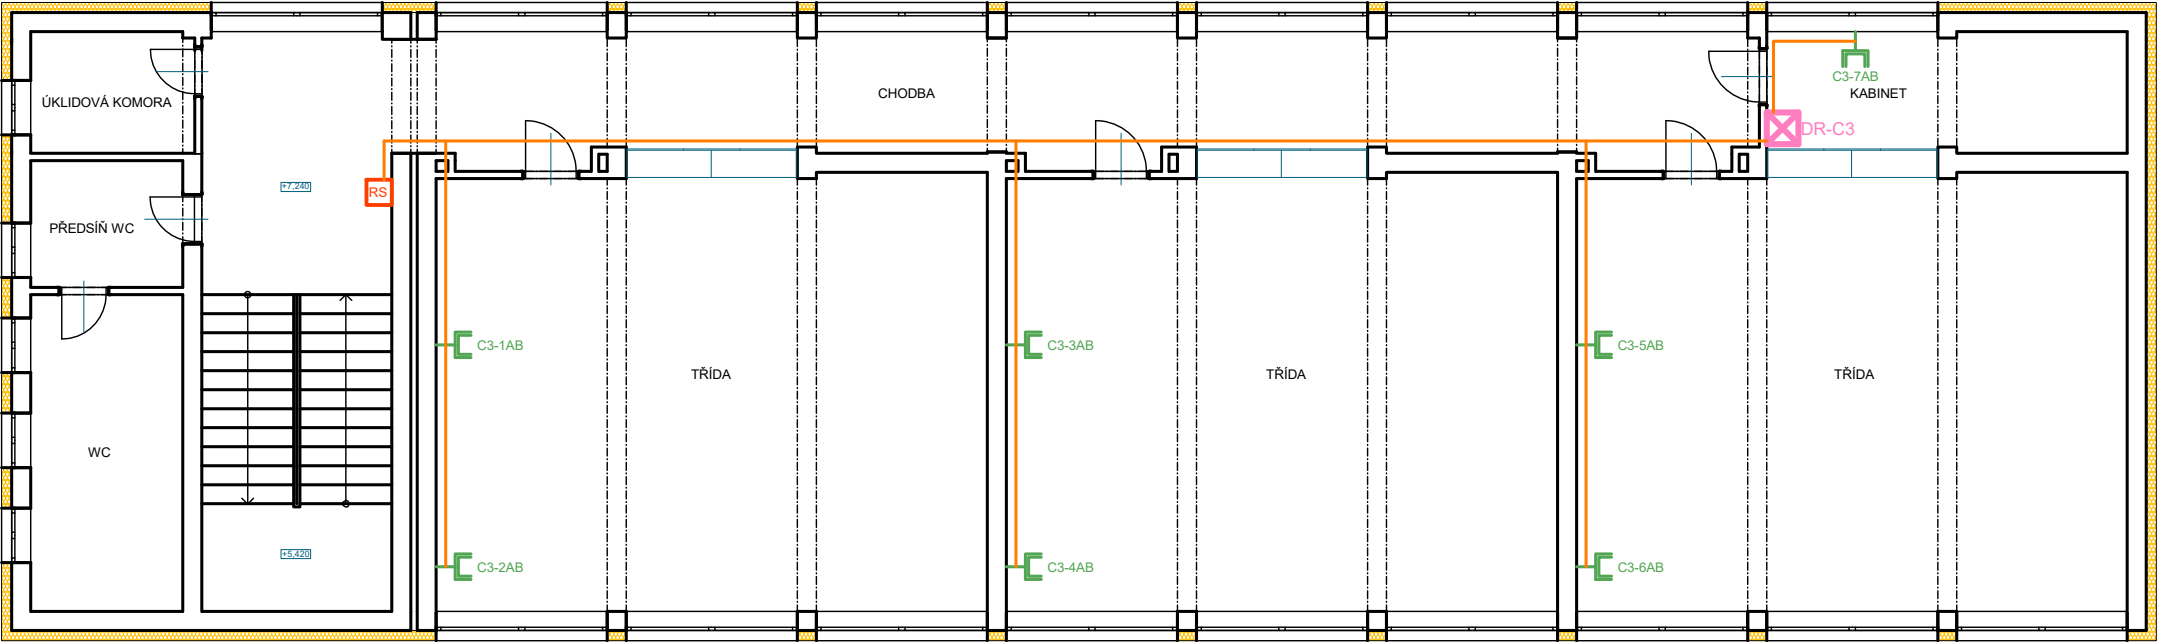 C3-7AB
CHODBA
KABINET
ÚKLIDOVÁ KOMORA
DR-C3
+7,240
RS
PŘEDSÍŇ WC
C3-1AB
C3-3AB
C3-5AB
TŘÍDA
TŘÍDA
TŘÍDA
WC
+5,420
C3-2AB
C3-4AB
C3-6AB